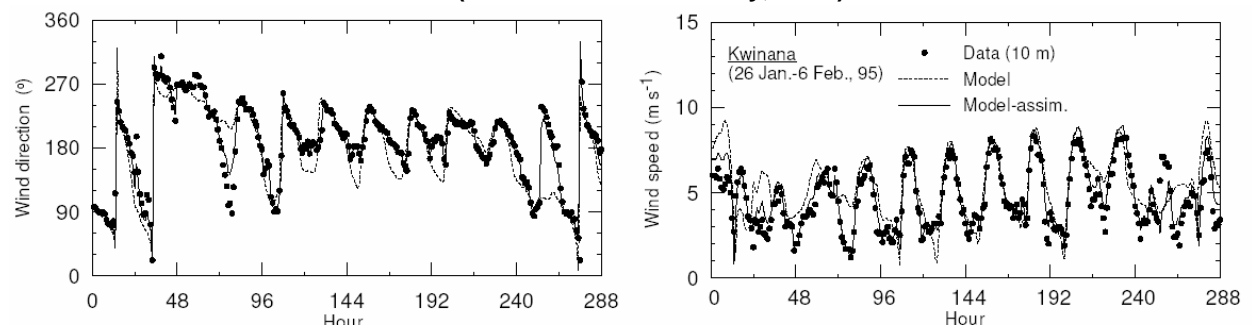 Wind direction (º)
360
270
180
90
0
0 48 96 144 192 240 288
Hour
Wind speed (m s-1)
15
10
5
0
Kwinana
(26 Jan.-6 Feb., 95)
Data (10 m)
Model
Model-assim.
0 48 96 144 192 240 288
Hour